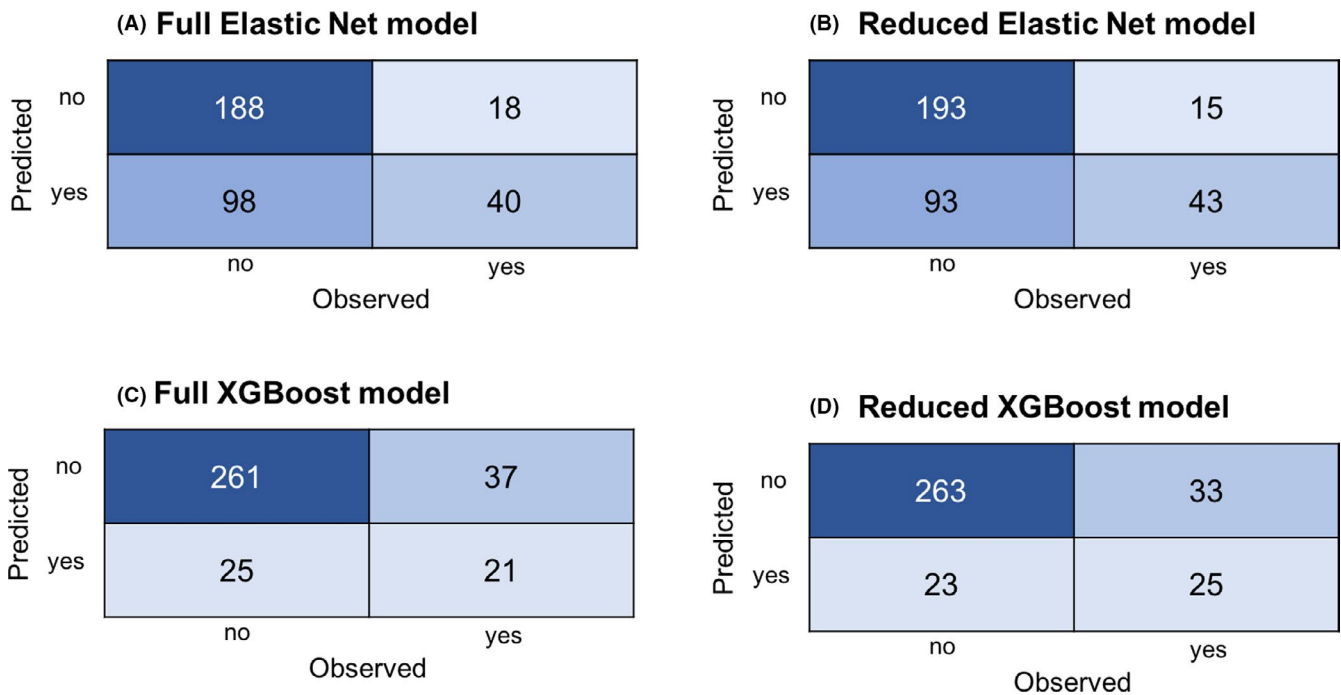 (A) Full Elastic Net model
Predicted
no
188
18
yes
98
40
no
yes
Observed
(B) Reduced Elastic Net model
Predicted
no
193
15
yes
93
43
no
yes
Observed
(C) Full XGBoost model
Predicted
no
261
37
yes
25
21
no
yes
Observed
(D) Reduced XGBoost model
Predicted
no
263
33
yes
23
25
no
yes
Observed